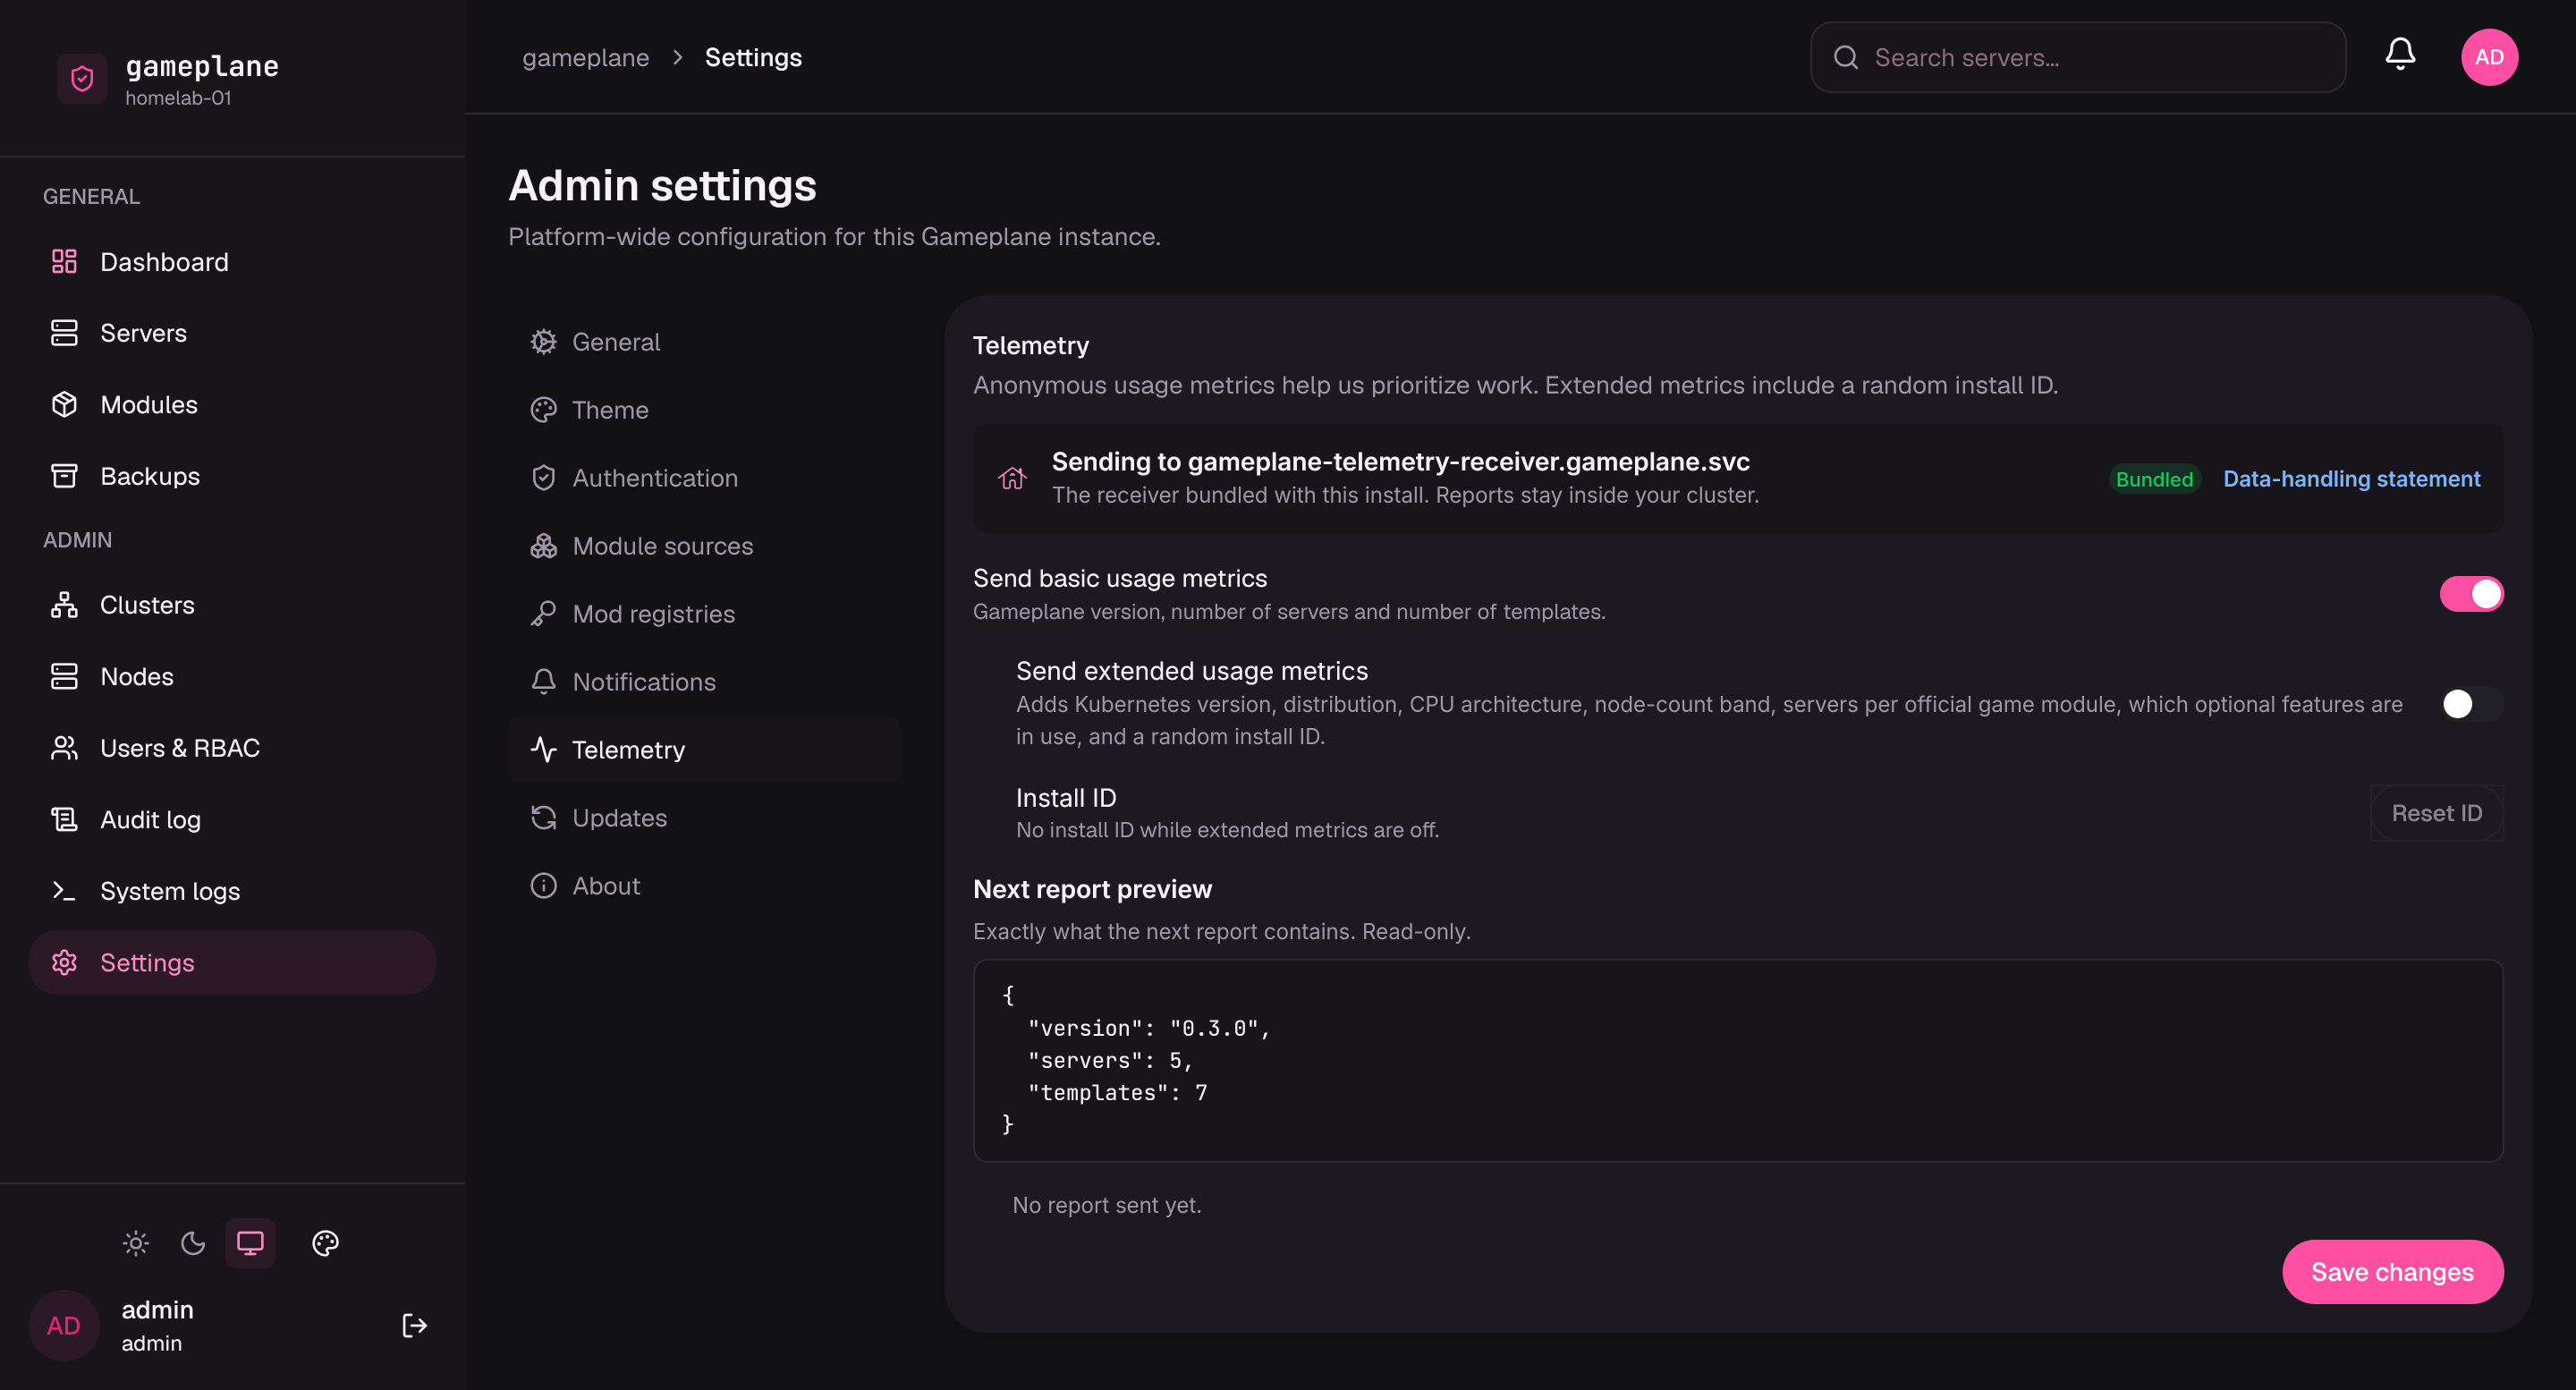 gameplane
homelab-01
GENERAL
Dashboard
Servers
Modules
Backups
ADMIN
Clusters
Nodes
Users & RBAC
Audit log
System logs
Settings
AD
admin
admin
gameplane > Settings
Search servers...
AD
Admin settings
Platform-wide configuration for this Gameplane instance.
General
Theme
Authentication
Module sources
Mod registries
Notifications
Telemetry
Updates
About
Telemetry
Anonymous usage metrics help us prioritize work. Extended metrics include a random install ID.
Sending to gameplane-telemetry-receiver.gameplane.svc
The receiver bundled with this install. Reports stay inside your cluster.
Bundled
Data-handling statement
Send basic usage metrics
Gameplane version, number of servers and number of templates.
Send extended usage metrics
Adds Kubernetes version, distribution, CPU architecture, node-count band, servers per official game module, which optional features are
in use, and a random install ID.
Install ID
No install ID while extended metrics are off.
Reset ID
Next report preview
Exactly what the next report contains. Read-only.
{
"version": "0.3.0",
"servers": 5,
"templates": 7
}
No report sent yet.
Save changes